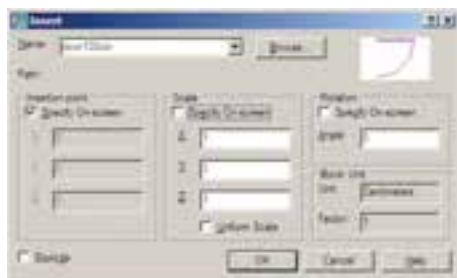 Insert
Name:
Browse...
Path:
Insertion point
Specify On-screen
Scale
Specify On-screen
Rotation
Specify On-screen
Angle:
Block Unit
Unit:
Factor:
Uniform Scale
Explode
OK
Cancel
Help